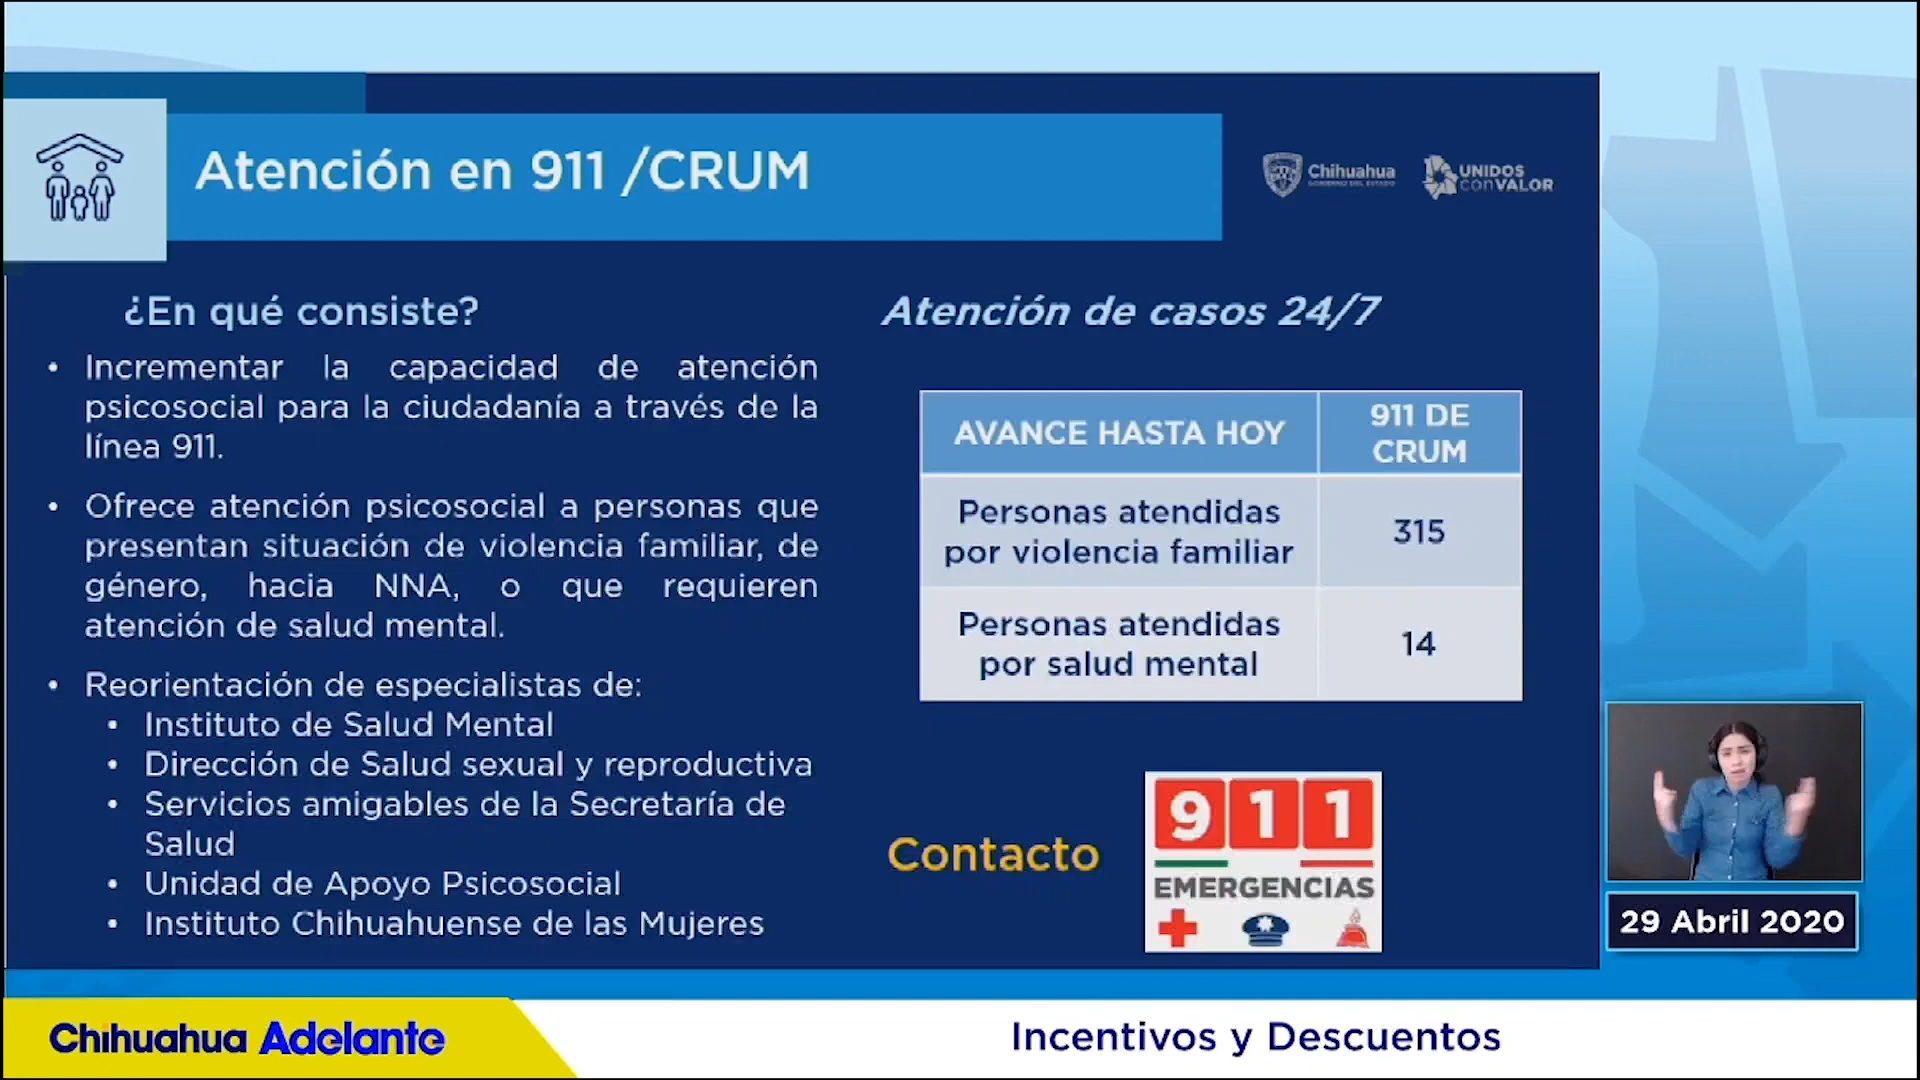 Atención en 911 /CRUM
Chihuahua
GOBIERNO DEL ESTADO
UNIDOS
conVALOR
¿En qué consiste?
• Incrementar la capacidad de atención
psicosocial para la ciudadanía a través de la
línea 911.
• Ofrece atención psicosocial a personas que
presentan situación de violencia familiar, de
género, hacia NNA, o que requieren
atención de salud mental.
• Reorientación de especialistas de:
• Instituto de Salud Mental
• Dirección de Salud sexual y reproductiva
• Servicios amigables de la Secretaría de
Salud
• Unidad de Apoyo Psicosocial
• Instituto Chihuahuense de las Mujeres
Atención de casos 24/7
AVANCE HASTA HOY
911 DE
CRUM
Personas atendidas
por violencia familiar
315
Personas atendidas
por salud mental
14
Contacto
911
EMERGENCIAS
29 Abril 2020
Chihuahua Adelante
Incentivos y Descuentos